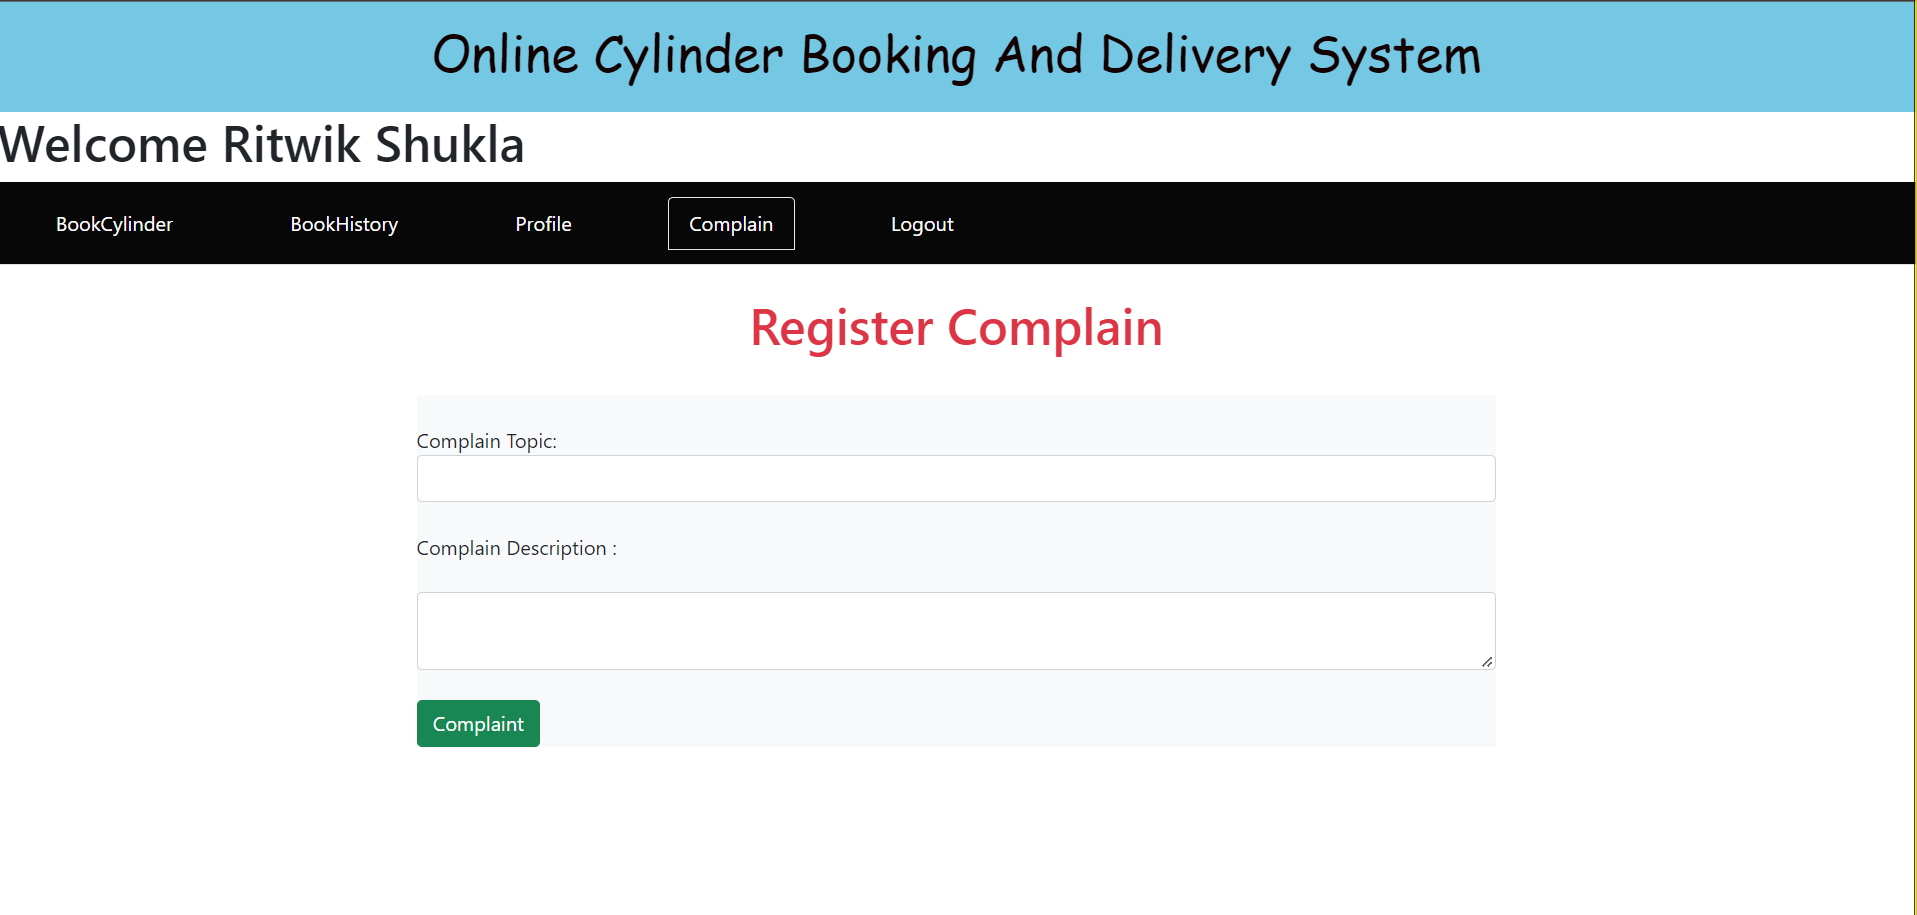 Online Cylinder Booking And Delivery System
Welcome Ritwik Shukla
BookCylinder BookHistory Profile Complain Logout
Register Complain
Complain Topic:
Complain Description :
Complaint